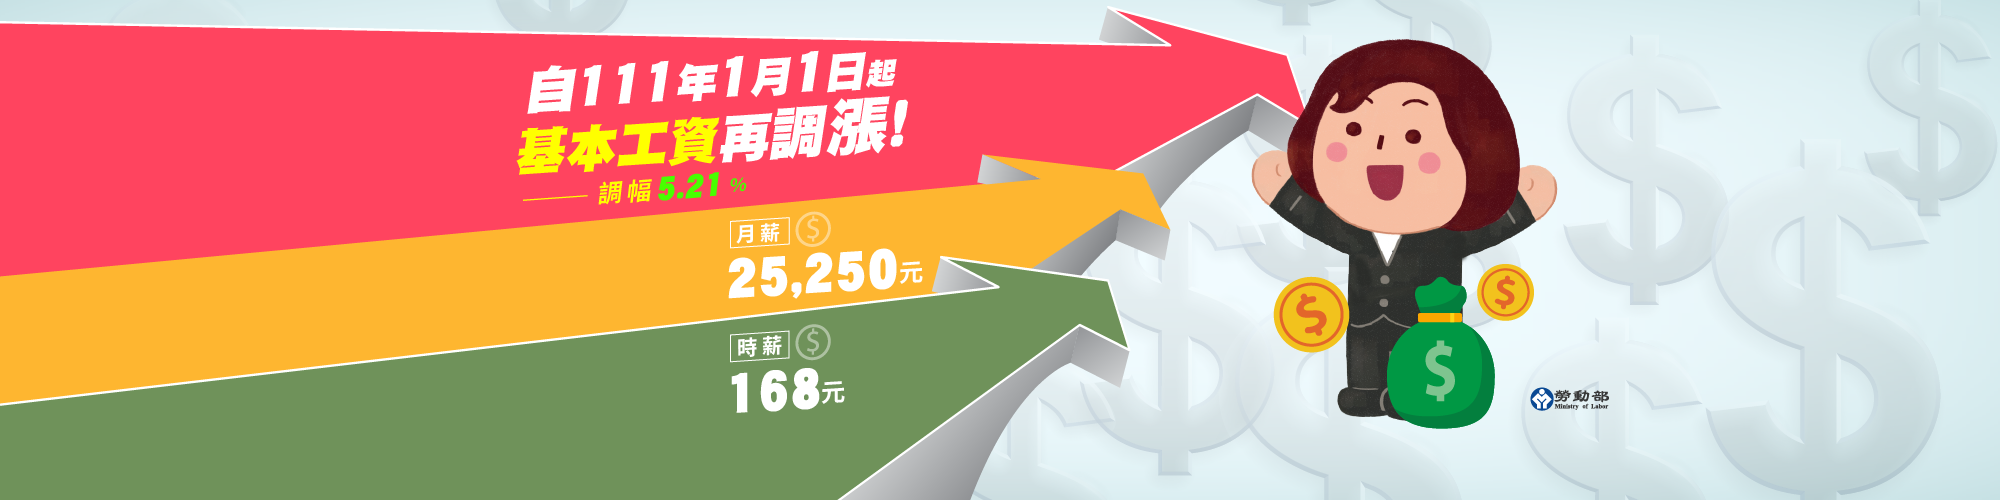 自111年1月1日起
基本工資再調漲!
調幅5.21%
月薪
25,250元
時薪
168元
勞動部
Ministry of Labor